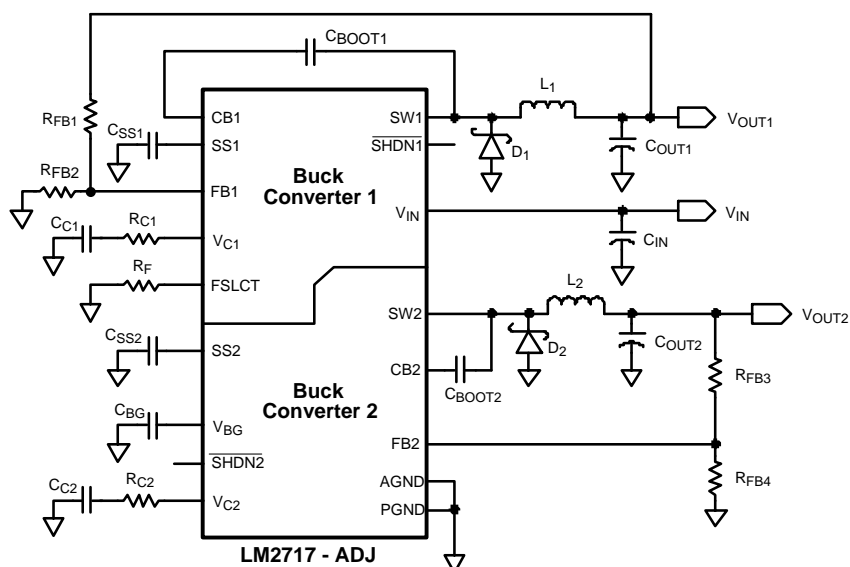 CBOOT1
L1
RFB1
CB1
SW1
VOUT1
CSS1
SS1
SHDN1
D1
COUT1
Buck
Converter 1
RFB2
FB1
VIN
VIN
CC1
RC1
VC1
CIN
RF
FSLCT
L2
SW2
VOUT2
CSS2
SS2
D2
COUT2
CB2
RFB3
Buck
Converter 2
CBOOT2
CBG
VBG
FB2
SHDN2
AGND
RFB4
CC2
RC2
VC2
PGND
LM2717 - ADJ